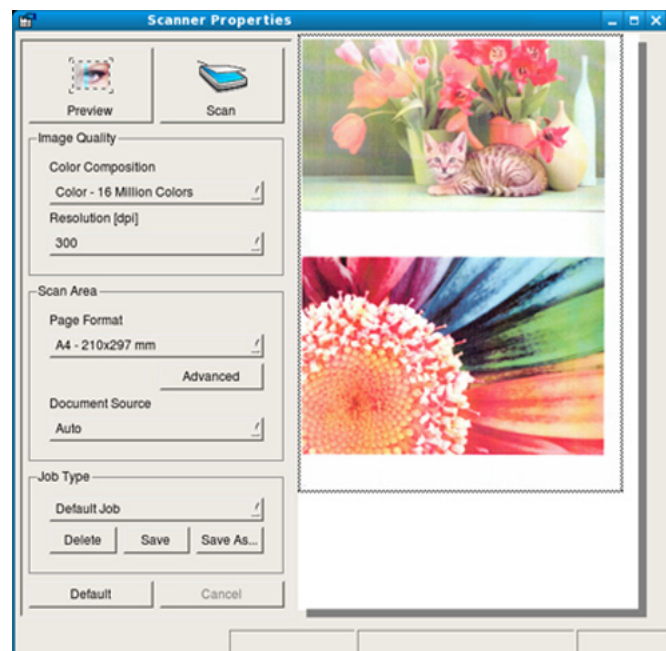 Scanner Properties
Preview
Scan
Image Quality
Color Composition
Color - 16 Million Colors
Resolution [dpi]
300
Scan Area
Page Format
A4 - 210x297 mm
Advanced
Document Source
Auto
Job Type
Default Job
Delete
Save
Save As...
Default
Cancel